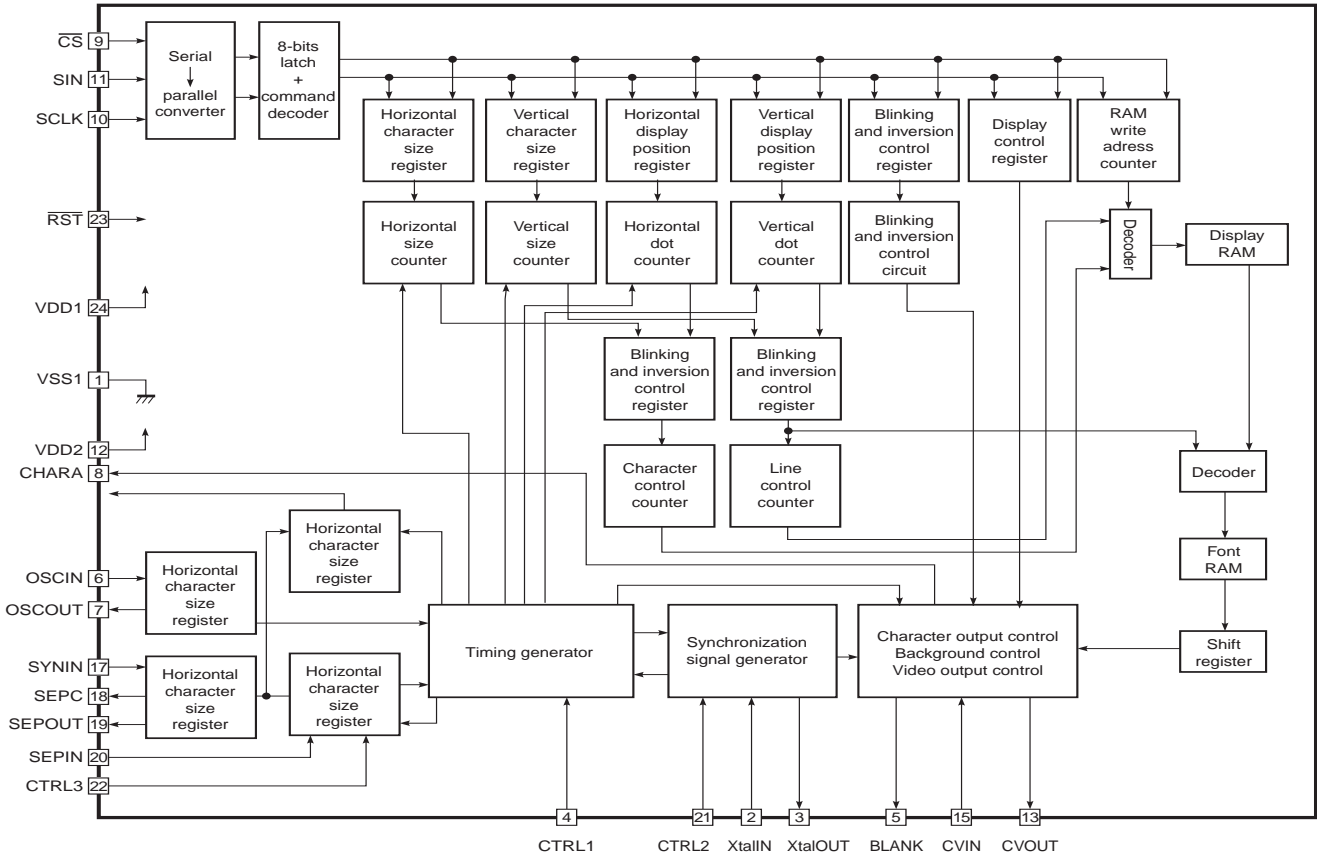 CS 9
SIN 11
SCLK 10
RST 23
VDD1 24
VSS1 1
VDD2 12
CHARA 8
OSCIN 6
OSCOUT 7
SYNIN 17
SEPC 18
SEPOUT 19
SEPIN 20
CTRL3 22
Serial
parallel
converter
8-bits
latch
+
command
decoder
Horizontal
character
size
register
Vertical
character
size
register
Horizontal
display
position
register
Vertical
display
position
register
Blinking
and inversion
control
register
Display
control
register
RAM
write
adress
counter
Horizontal
size
counter
Vertical
size
counter
Horizontal
dot
counter
Vertical
dot
counter
Blinking
and inversion
control
circuit
Decoder
Display
RAM
Blinking
and inversion
control
register
Blinking
and inversion
control
register
Character
control
counter
Line
control
counter
Decoder
Font
RAM
Shift
register
Horizontal
character
size
register
Horizontal
character
size
register
Horizontal
character
size
register
Horizontal
character
size
register
Timing generator
Synchronization
signal generator
Character output control
Background control
Video output control
4 21 2 3 5 15 13
CTRL1 CTRL2 XtalIN XtalOUT BLANK CVIN CVOUT